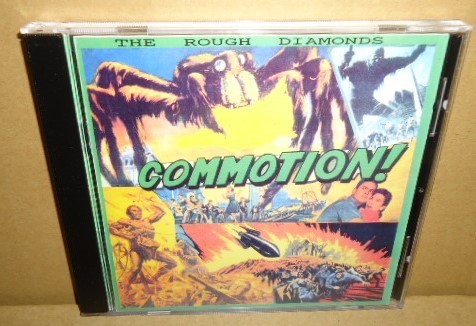 THE ROUGH DIAMONDS
COMMOTION!